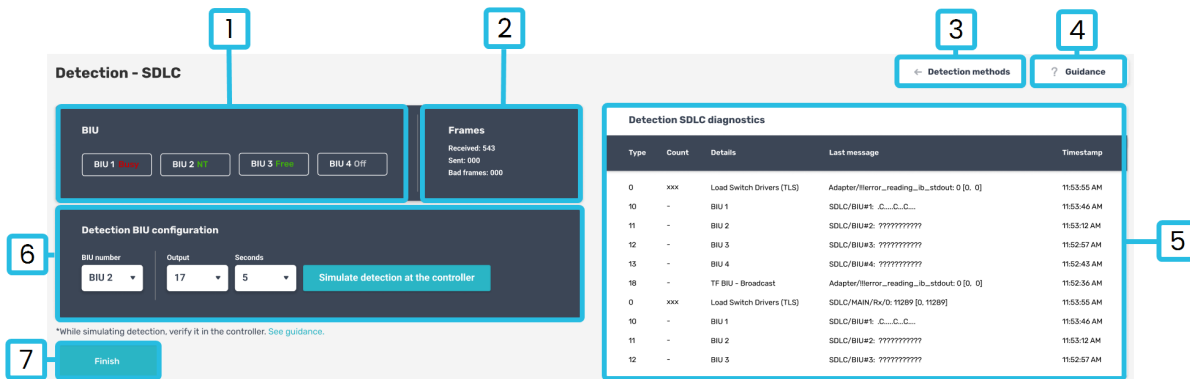 1
2
3
4
Detection - SDLC
← Detection methods
? Guidance
BIU
BIU 1 Busy
BIU 2 NT
BIU 3 Free
BIU 4 Off
Frames
Received: 543
Sent: 000
Bad frames: 000
Detection SDLC diagnostics
Type Count Details Last message Timestamp
0 xxx Load Switch Drivers (TLS) Adapter/!!!error_reading_ib_stdout: 0 [0, 0] 11:53:55 AM
10 - BIU 1 SDLC/BIU#1: .C.....C...C.... 11:53:46 AM
11 - BIU 2 SDLC/BIU#2: ??????????? 11:53:12 AM
12 - BIU 3 SDLC/BIU#3: ??????????? 11:52:57 AM
13 - BIU 4 SDLC/BIU#4: ??????????? 11:52:43 AM
18 - TF BIU - Broadcast Adapter/!!!error_reading_ib_stdout: 0 [0, 0] 11:52:36 AM
0 xxx Load Switch Drivers (TLS) SDLC/MAIN/Rx/0: 11289 [0, 11289] 11:53:55 AM
10 - BIU 1 SDLC/BIU#1: .C.....C...C.... 11:53:46 AM
11 - BIU 2 SDLC/BIU#2: ??????????? 11:53:12 AM
12 - BIU 3 SDLC/BIU#3: ??????????? 11:52:57 AM
5
6
Detection BIU configuration
BIU number Output Seconds
BIU 2 17 5 Simulate detection at the controller
*While simulating detection, verify it in the controller. See guidance.
7
Finish